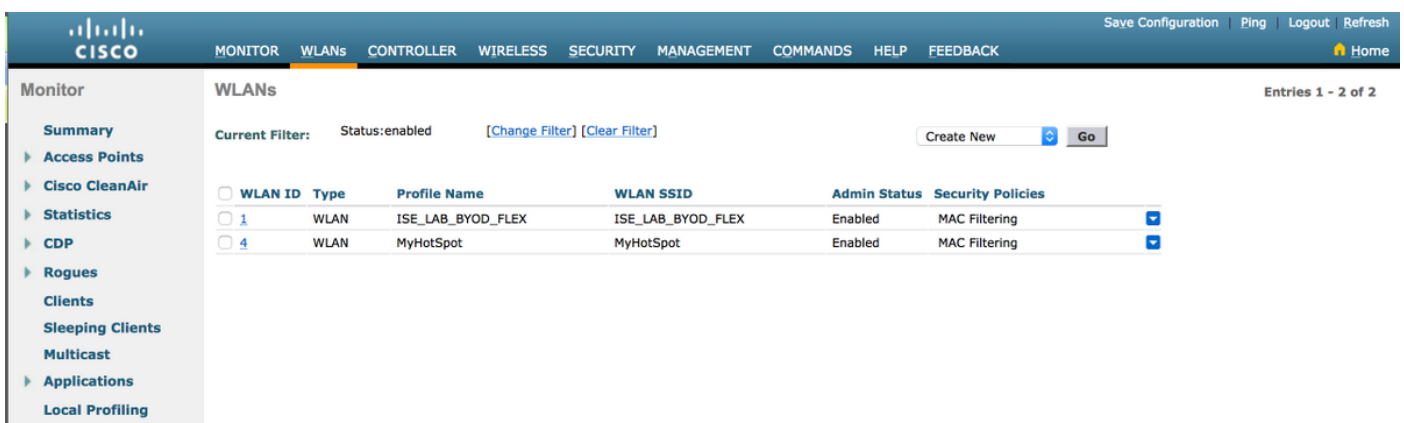 Save Configuration | Ping | Logout | Refresh
CISCO
MONITOR WLANs CONTROLLER WIRELESS SECURITY MANAGEMENT COMMANDS HELP FEEDBACK Home
Monitor
Summary
Access Points
Cisco CleanAir
Statistics
CDP
Rogues
Clients
Sleeping Clients
Multicast
Applications
Local Profiling
WLANs
Entries 1 - 2 of 2
Current Filter: Status:enabled [Change Filter] [Clear Filter]
Create New Go
WLAN ID Type Profile Name WLAN SSID Admin Status Security Policies
1 WLAN ISE_LAB_BYOD_FLEX ISE_LAB_BYOD_FLEX Enabled MAC Filtering
4 WLAN MyHotSpot MyHotSpot Enabled MAC Filtering